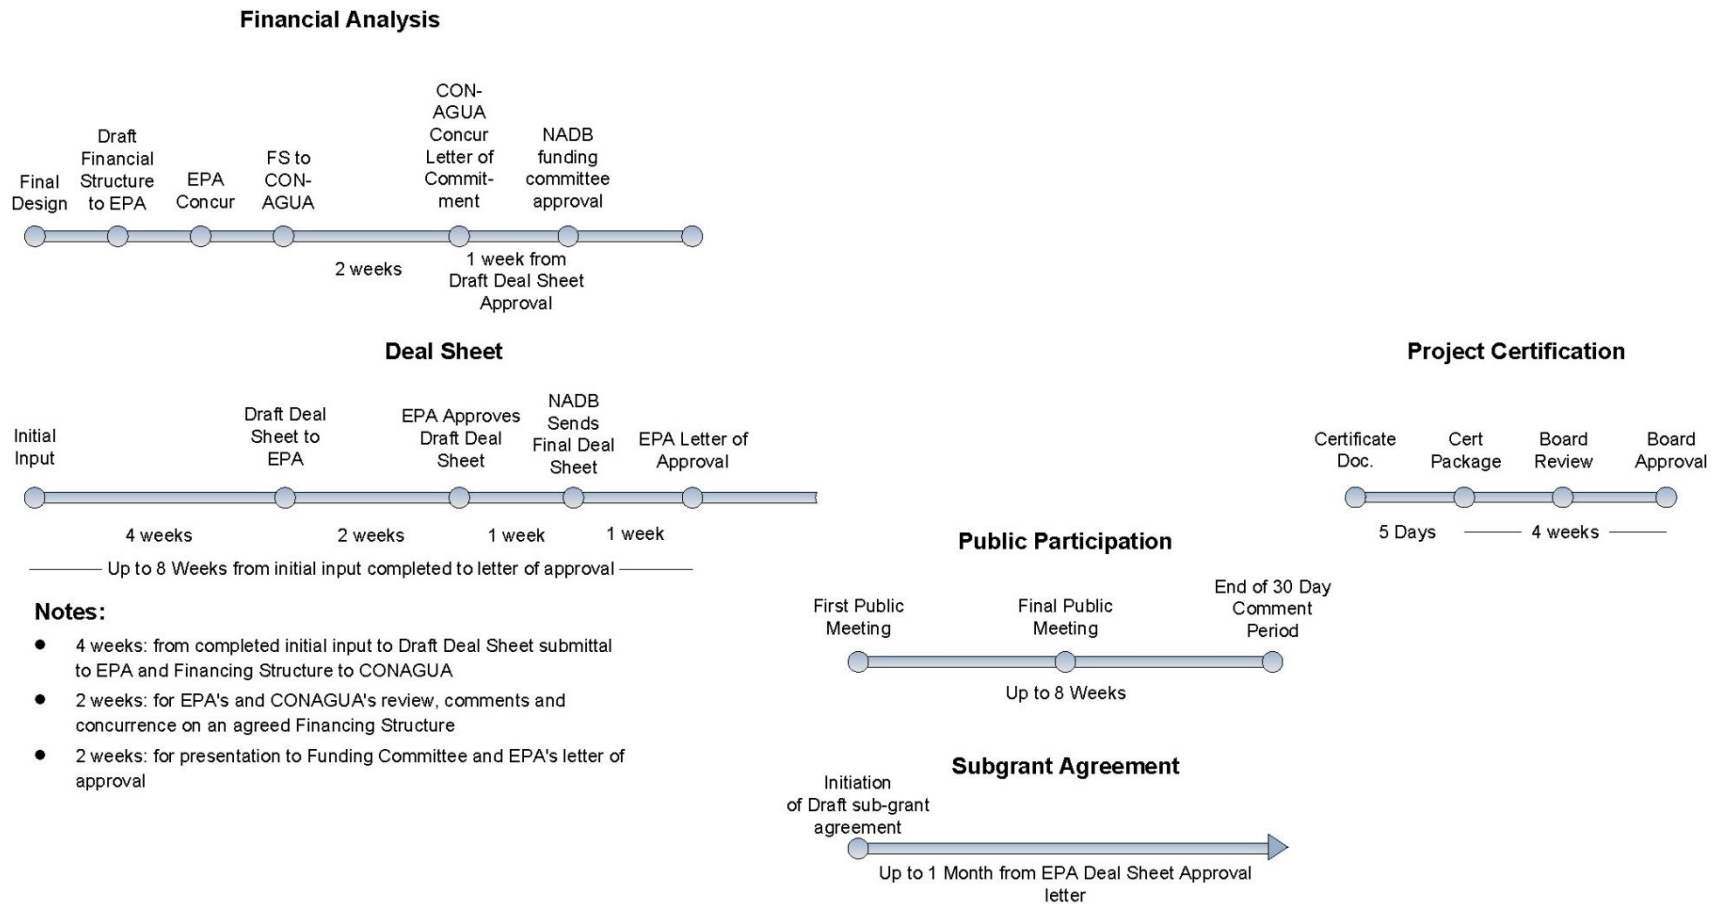 Financial Analysis
Final
Design
Draft
Financial
Structure
to EPA
EPA
Concur
FS to
CON-
AGUA
CON-
AGUA
Concur
Letter of
Commit-
ment
NADB
funding
committee
approval
2 weeks
1 week from
Draft Deal Sheet
Approval
Deal Sheet
Initial
Input
Draft Deal
Sheet to
EPA
EPA Approves
Draft Deal
Sheet
NADB
Sends
Final Deal
Sheet
EPA Letter of
Approval
4 weeks
2 weeks
1 week
1 week
Up to 8 Weeks from initial input completed to letter of approval
Notes:
● 4 weeks: from completed initial input to Draft Deal Sheet submittal
to EPA and Financing Structure to CONAGUA
● 2 weeks: for EPA's and CONAGUA's review, comments and
concurrence on an agreed Financing Structure
● 2 weeks: for presentation to Funding Committee and EPA's letter of
approval
Public Participation
First Public
Meeting
Final Public
Meeting
End of 30 Day
Comment
Period
Up to 8 Weeks
Subgrant Agreement
Initiation
of Draft sub-grant
agreement
Up to 1 Month from EPA Deal Sheet Approval
letter
Project Certification
Certificate
Doc.
Cert
Package
Board
Review
Board
Approval
5 Days
4 weeks